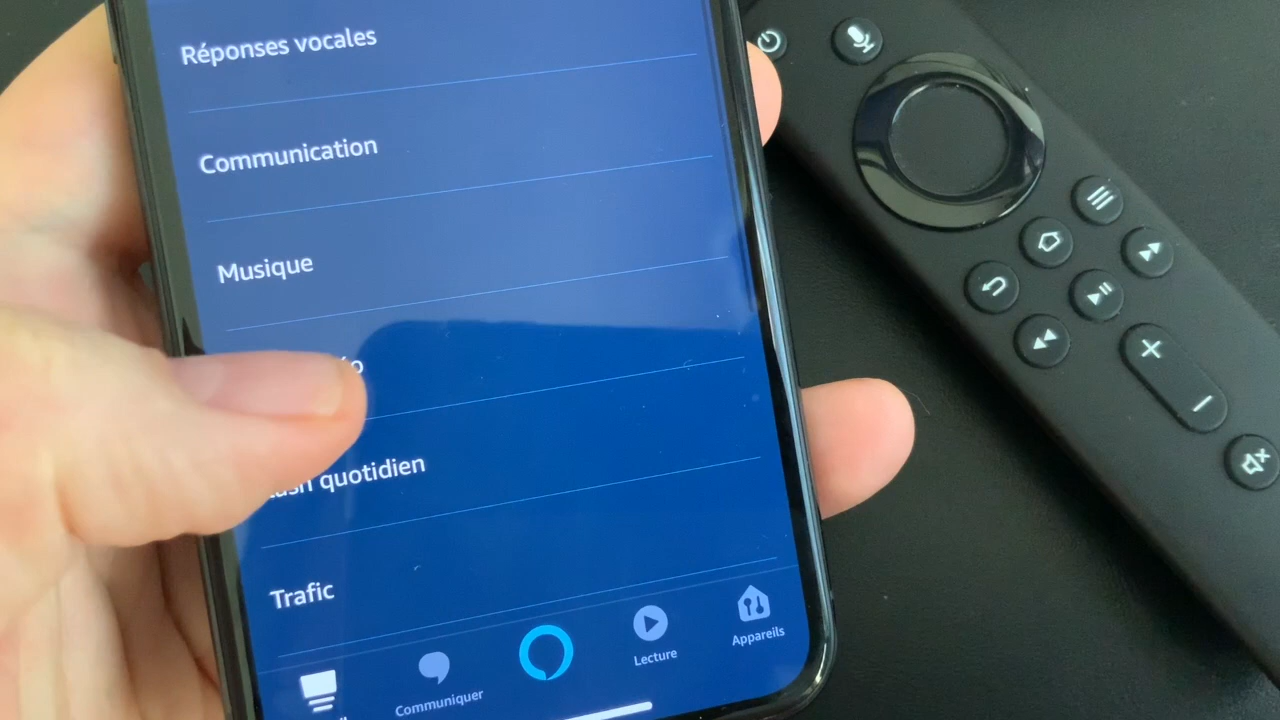 Réponses vocales
Communication
Musique
quotidien
Trafic
Communiquer
Lecture
Appareils